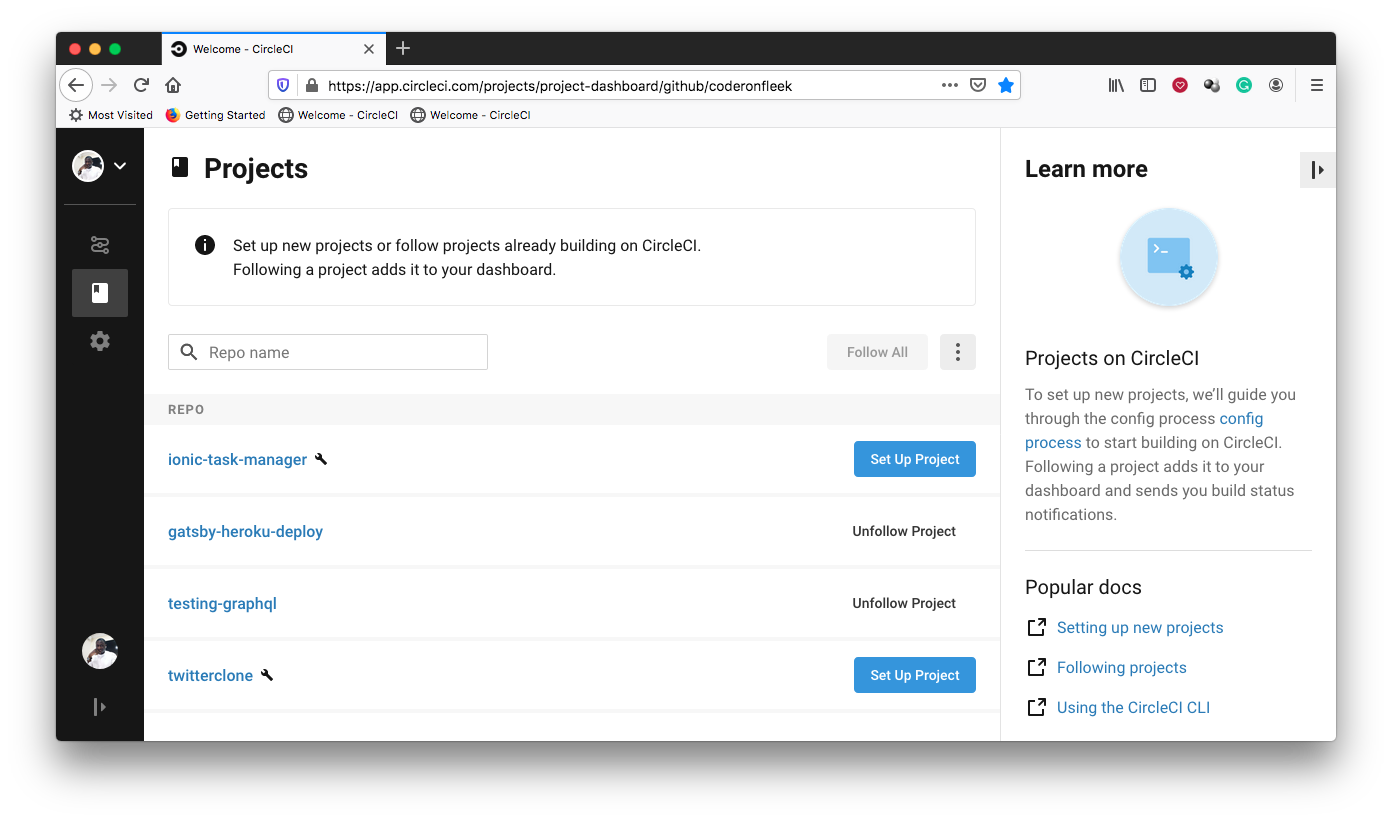 Welcome - CircleCI
https://app.circleci.com/projects/project-dashboard/github/coderonfleek
Most Visited
Getting Started
Welcome - CircleCI
Welcome - CircleCI
Projects
Set up new projects or follow projects already building on CircleCI.
Following a project adds it to your dashboard.
Repo name
Follow All
REPO
ionic-task-manager
Set Up Project
gatsby-heroku-deploy
Unfollow Project
testing-graphql
Unfollow Project
twitterclone
Set Up Project
Learn more
Projects on CircleCI
To set up new projects, we’ll guide you
through the config process config
process to start building on CircleCI.
Following a project adds it to your
dashboard and sends you build status
notifications.
Popular docs
Setting up new projects
Following projects
Using the CircleCI CLI